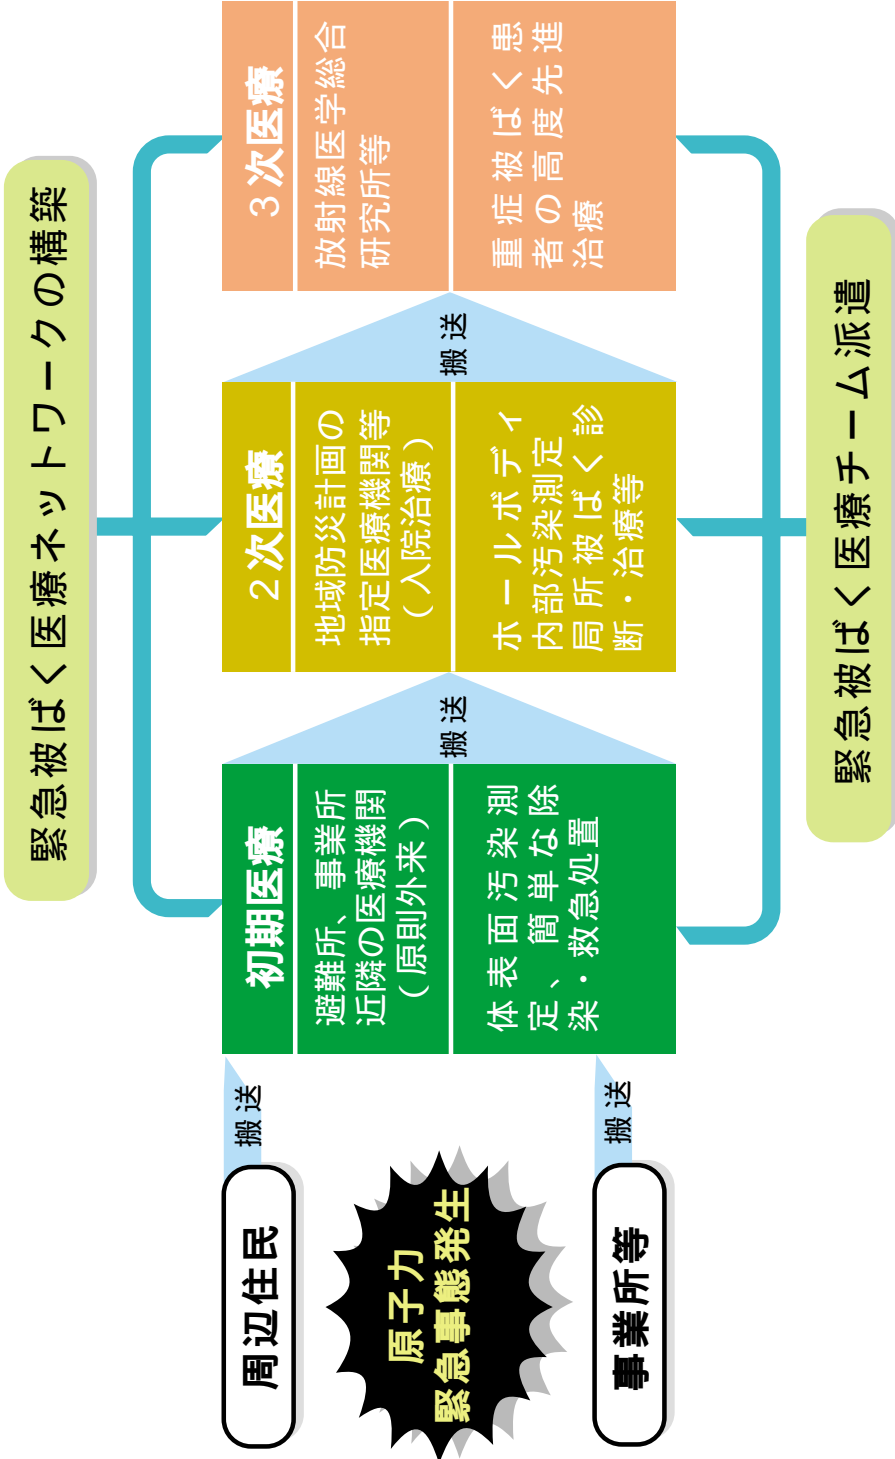 緊急被ばく医療ネットワークの構築
周辺住民
原子力
緊急事態発生
事業所等
搬送
搬送
初期医療
避難所、事業所
近隣の医療機関
（原則外来）
体表面汚染測
定、簡単な除
染・救急処置
搬送
2次医療
地域防災計画の
指定医療機関等
（入院治療）
ホールボディ
内部汚染測定
局所被ばく診
断・治療等
搬送
3次医療
放射線医学総合
研究所等
重症被ばく患
者の高度先進
治療
緊急被ばく医療チーム派遣